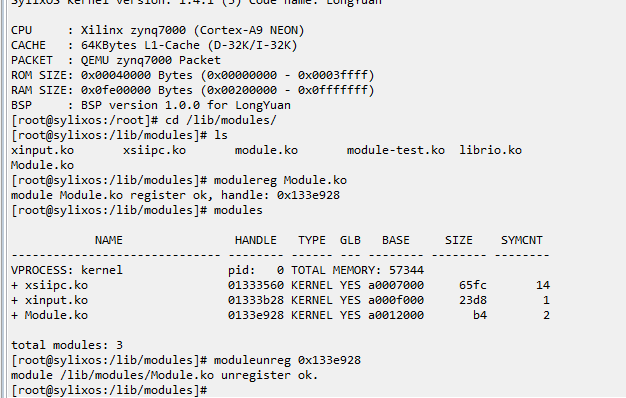 SylixOS kernel version: 1.4.1 (5) Code name: LongYuan
CPU     : Xilinx zynq7000 (Cortex-A9 NEON)
CACHE   : 64KBytes L1-Cache (D-32K/I-32K)
PACKET  : QEMU zynq7000 Packet
ROM SIZE: 0x00040000 Bytes (0x00000000 - 0x0003ffff)
RAM SIZE: 0x0fe00000 Bytes (0x00200000 - 0x0fffffff)
BSP     : BSP version 1.0.0 for LongYuan
[root@sylixos:/root]# cd /lib/modules/
[root@sylixos:/lib/modules]# ls
xinput.ko       xsiipc.ko       module.ko       module-test.ko  librio.ko
Module.ko
[root@sylixos:/lib/modules]# modulereg Module.ko
module Module.ko register ok, handle: 0x133e928
[root@sylixos:/lib/modules]# modules
            NAME               HANDLE   TYPE  GLB   BASE     SIZE    SYMCNT
------------------------------ -------- ------ --- -------- -------- --------
VPROCESS: kernel              pid:   0 TOTAL MEMORY: 57344
+ xsiipc.ko                    01333560 KERNEL YES a0007000     65fc       14
+ xinput.ko                    01333b28 KERNEL YES a000f000     23d8        1
+ Module.ko                    0133e928 KERNEL YES a0012000       b4        2
total modules: 3
[root@sylixos:/lib/modules]# moduleunreg 0x133e928
module /lib/modules/Module.ko unregister ok.
[root@sylixos:/lib/modules]#